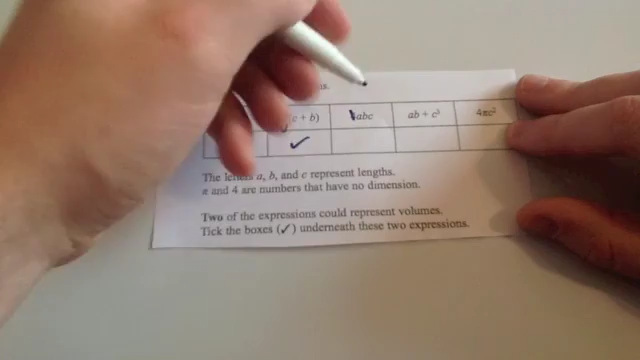 ns.
(c + b) abc ab + c³ 4πc²
✓
The letters a, b, and c represent lengths.
π and 4 are numbers that have no dimension.
Two of the expressions could represent volumes.
Tick the boxes (✓) underneath these two expressions.